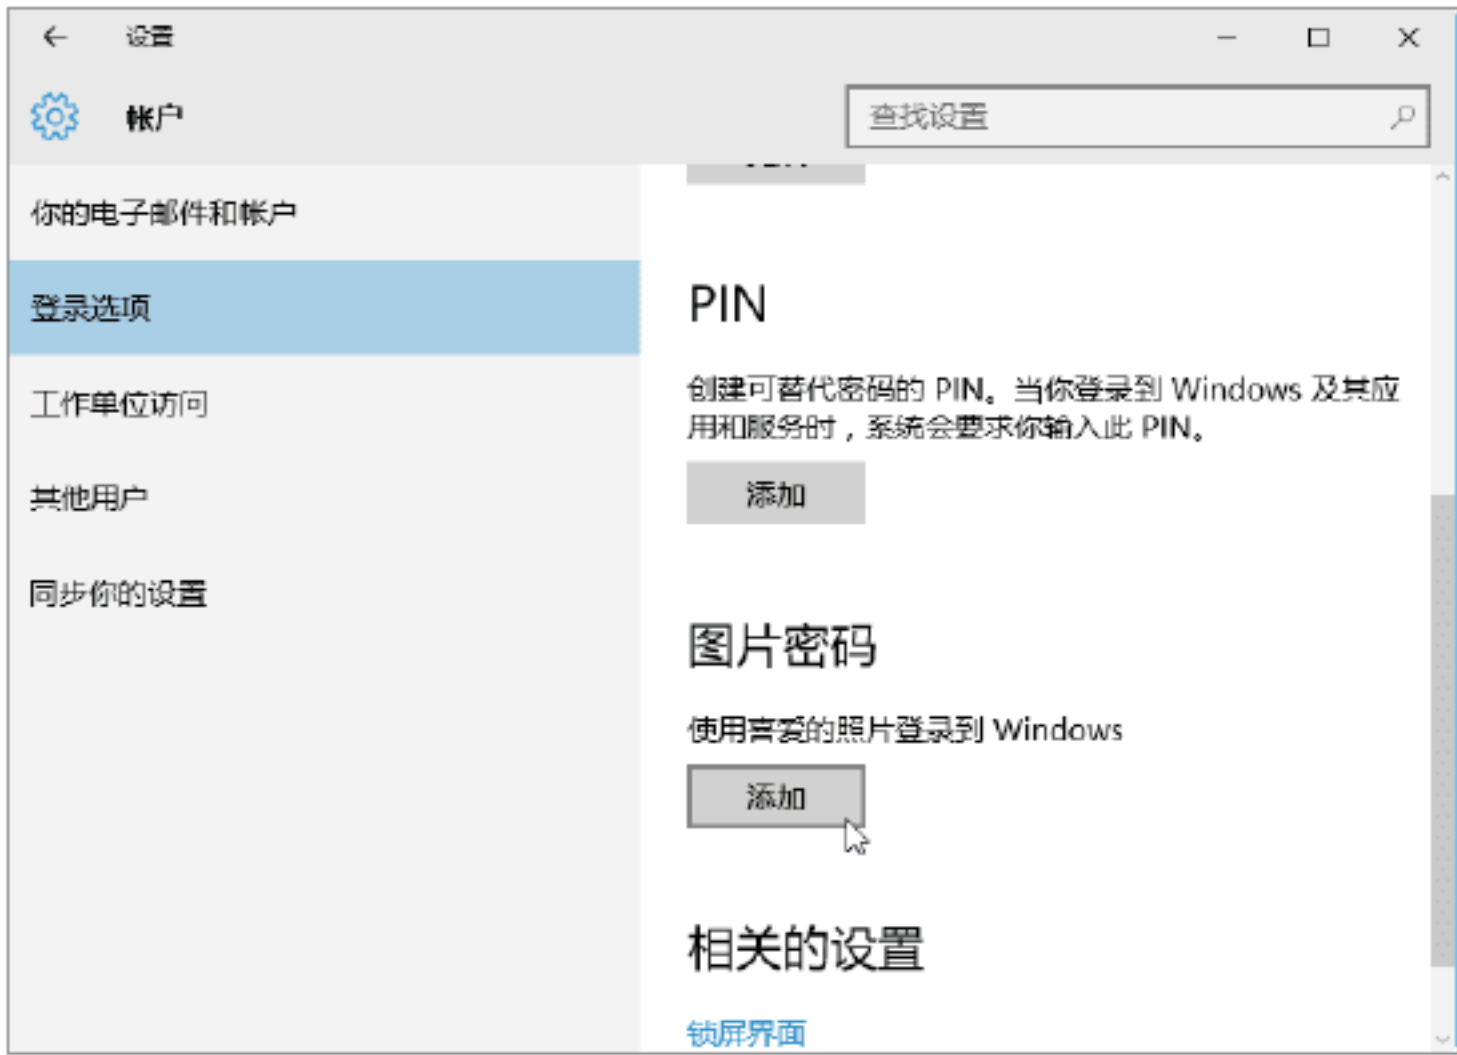 设置
帐户
查找设置
你的电子邮件和帐户
登录选项
工作单位访问
其他用户
同步你的设置
PIN
创建可替代密码的 PIN。当你登录到 Windows 及其应
用和服务时，系统会要求你输入此 PIN。
添加
图片密码
使用喜爱的照片登录到 Windows
添加
相关的设置
锁屏界面